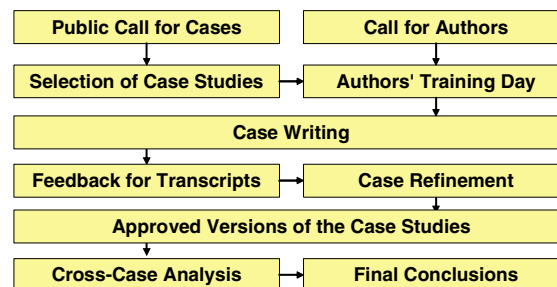 Public Call for Cases
Call for Authors
Selection of Case Studies
Authors' Training Day
Case Writing
Feedback for Transcripts
Case Refinement
Approved Versions of the Case Studies
Cross-Case Analysis
Final Conclusions